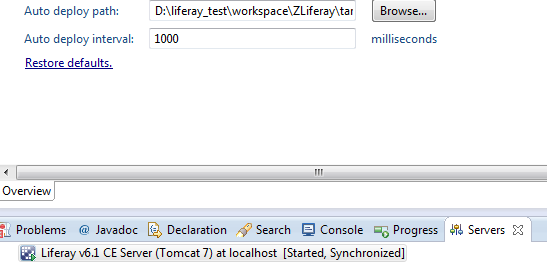 Auto deploy path: D:\liferay_test\workspace\ZLiferay\tar Browse...
Auto deploy interval: 1000 milliseconds
Restore defaults.
Overview
Problems @ Javadoc Declaration Search Console Progress Servers
Liferay v6.1 CE Server (Tomcat 7) at localhost [Started, Synchronized]